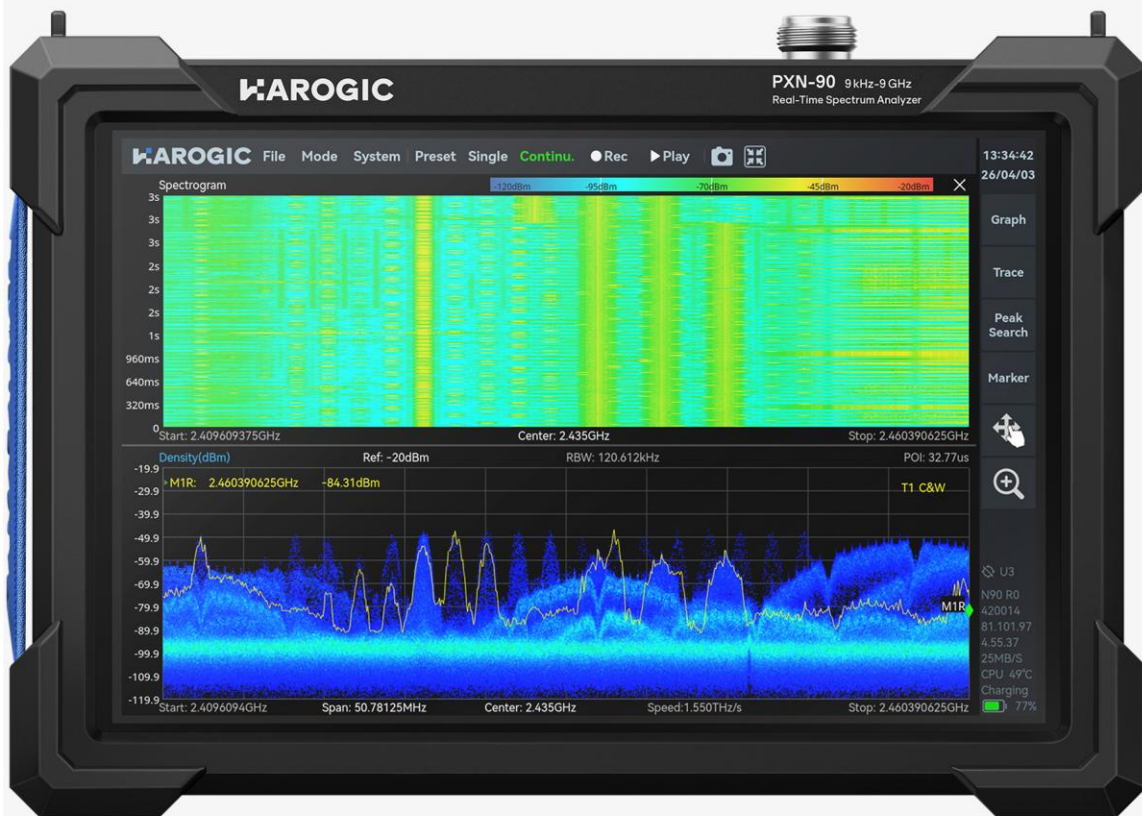 HAROGIC
PXN-90 9 kHz-9 GHz
Real-Time Spectrum Analyzer
HAROGIC File Mode System Preset Single Continu. Rec Play
13:34:42
26/04/03
Spectrogram
-120dBm -95dBm -70dBm -45dBm -20dBm
3s
3s
3s
2s
2s
2s
1s
960ms
640ms
320ms
0
Start: 2.409609375GHz Center: 2.435GHz Stop: 2.460390625GHz
Graph
Trace
Peak
Search
Marker
Density(dBm) Ref: -20dBm RBW: 120.612kHz POI: 32.77us
-19.9
M1R: 2.460390625GHz -84.31dBm
T1 C&W
-29.9
-39.9
-49.9
-59.9
-69.9
-79.9
-89.9
-99.9
-109.9
-119.9
M1R
Start: 2.4096094GHz Span: 50.78125MHz Center: 2.435GHz Speed:1.550THz/s Stop: 2.460390625GHz
U3
N90 R0
420014
81.101.97
4.55.37
25MB/S
CPU 49℃
Charging
77%